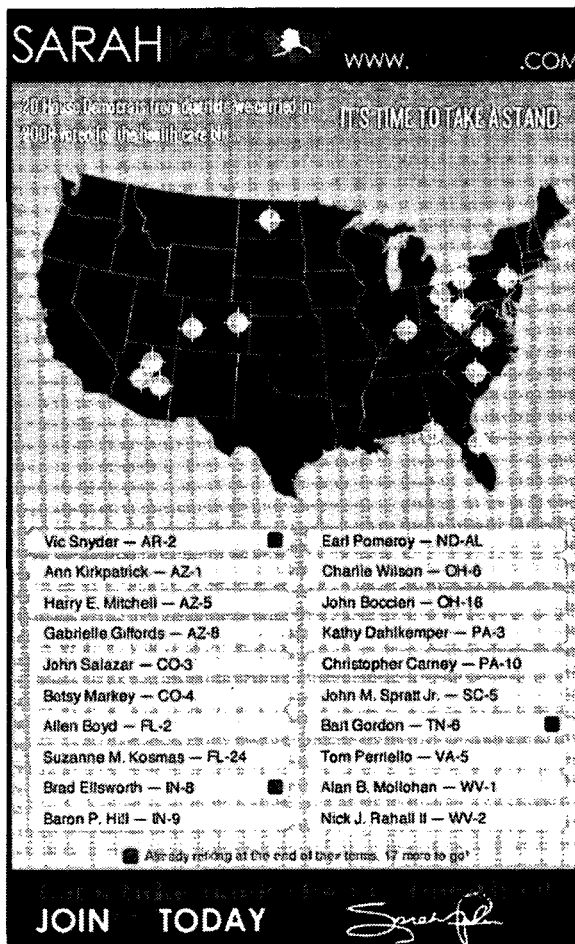 SARAHPAC
WWW. .COM
20 House Democrats from districts we carried in
2008 voted for the health care bill
IT'S TIME TO TAKE A STAND
Vic Snyder — AR-2
Ann Kirkpatrick — AZ-1
Harry E. Mitchell — AZ-5
Gabrielle Giffords — AZ-8
John Salazar — CO-3
Betsy Markey — CO-4
Allen Boyd — FL-2
Suzanne M. Kosmas — FL-24
Brad Ellsworth — IN-8
Baron P. Hill — IN-9
Earl Pomeroy — ND-AL
Charlie Wilson — OH-6
John Boccieri — OH-16
Kathy Dahlkemper — PA-3
Christopher Carney — PA-10
John M. Spratt Jr. — SC-5
Bart Gordon — TN-6
Tom Perriello — VA-5
Alan B. Mollohan — WV-1
Nick J. Rahall II — WV-2
Already retiring at the end of their terms. 17 more to go!
JOIN TODAY
Sarah Palin